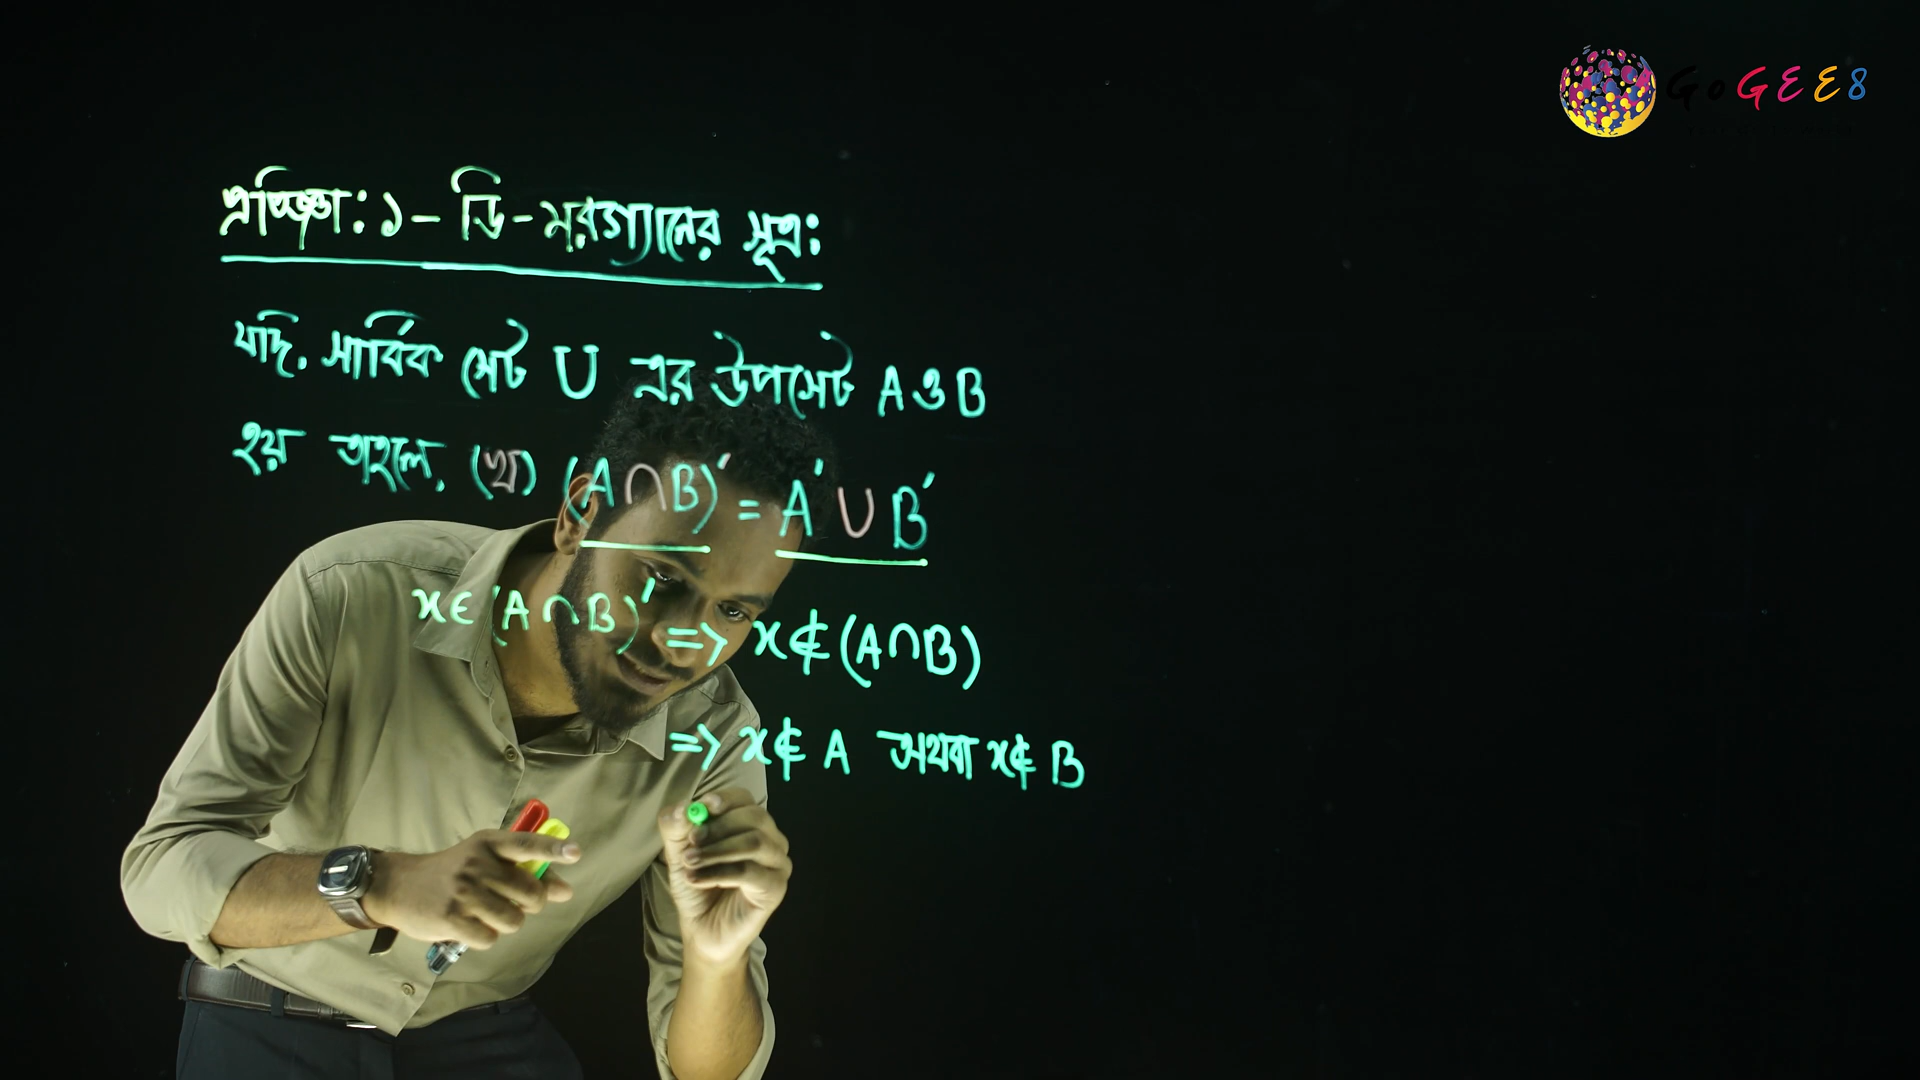 GoGEE8
প্রতিজ্ঞা: ১- ডি-মরগ্যানের সূত্র:
যদি, সার্বিক সেট U এর উপসেট A ও B
হয় তাহলে, (খ) (A ∩ B)′ = A′ ∪ B′
x ∈ (A ∩ B)′ => x ∉ (A ∩ B)
=> x ∉ A অথবা x ∉ B